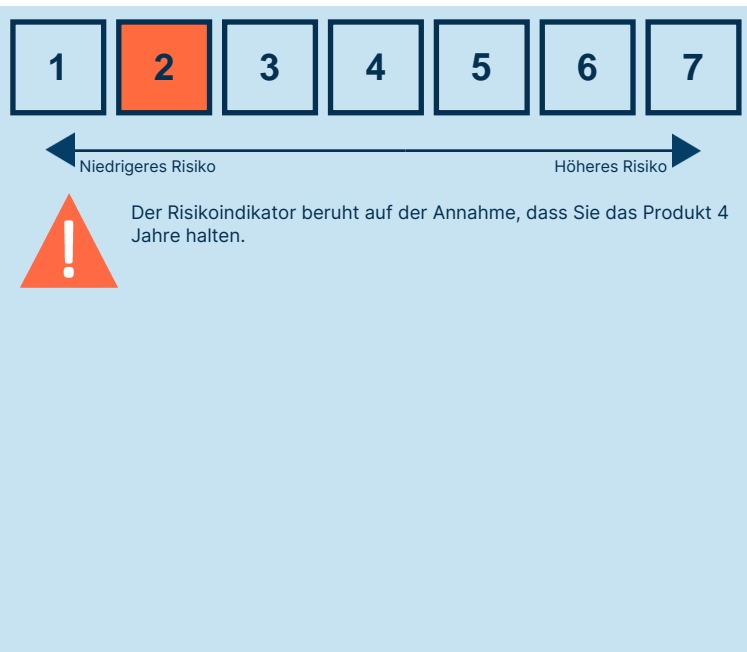 1 2 3 4 5 6 7
Niedrigeres Risiko Höheres Risiko
Der Risikoindikator beruht auf der Annahme, dass Sie das Produkt 4
Jahre halten.
!